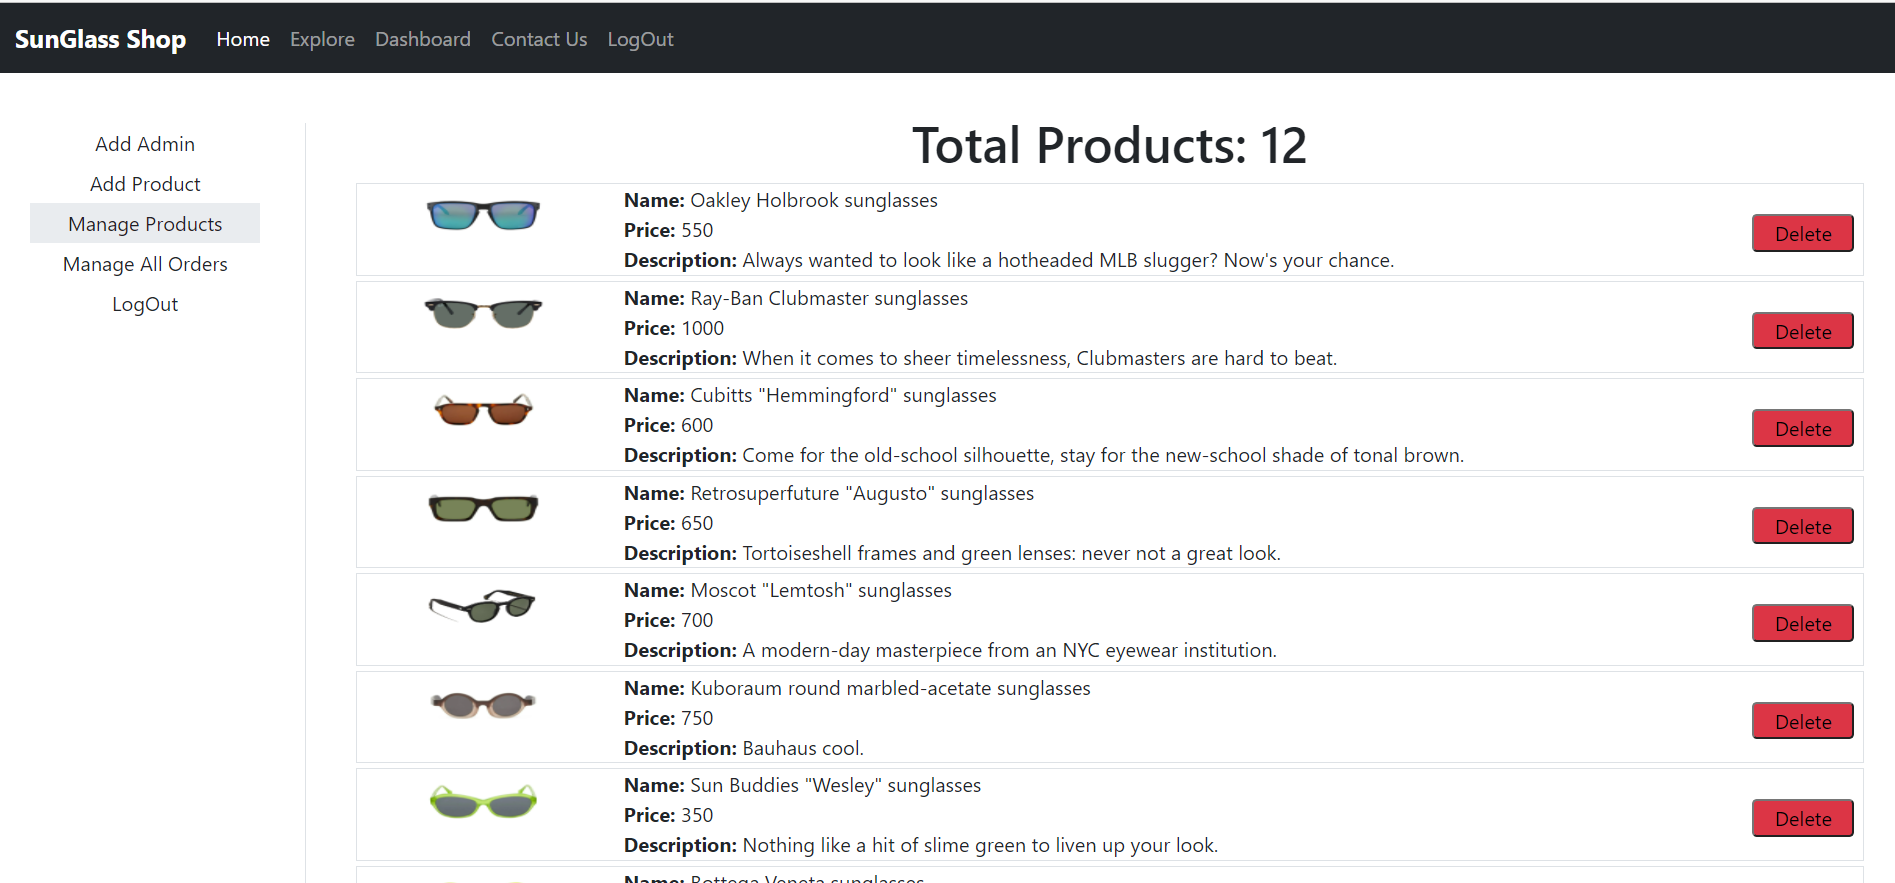 SunGlass Shop Home Explore Dashboard Contact Us LogOut
Add Admin
Add Product
Manage Products
Manage All Orders
LogOut
Total Products: 12
Name: Oakley Holbrook sunglasses
Price: 550
Description: Always wanted to look like a hotheaded MLB slugger? Now's your chance.
Delete
Name: Ray-Ban Clubmaster sunglasses
Price: 1000
Description: When it comes to sheer timelessness, Clubmasters are hard to beat.
Delete
Name: Cubitts "Hemmingford" sunglasses
Price: 600
Description: Come for the old-school silhouette, stay for the new-school shade of tonal brown.
Delete
Name: Retrosuperfuture "Augusto" sunglasses
Price: 650
Description: Tortoiseshell frames and green lenses: never not a great look.
Delete
Name: Moscot "Lemtosh" sunglasses
Price: 700
Description: A modern-day masterpiece from an NYC eyewear institution.
Delete
Name: Kuboraum round marbled-acetate sunglasses
Price: 750
Description: Bauhaus cool.
Delete
Name: Sun Buddies "Wesley" sunglasses
Price: 350
Description: Nothing like a hit of slime green to liven up your look.
Delete
Name: Bottega Veneta sunglasses